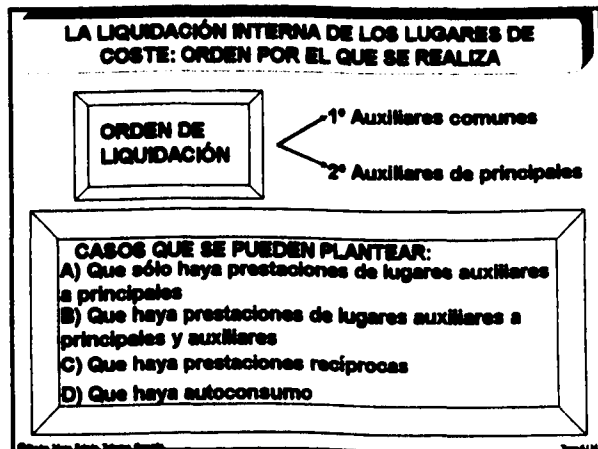 LA LIQUIDACIÓN INTERNA DE LOS LUGARES DE
COSTE: ORDEN POR EL QUE SE REALIZA
ORDEN DE
LIQUIDACIÓN
1º Auxiliares comunes
2º Auxiliares de principales
CASOS QUE SE PUEDEN PLANTEAR:
A) Que sólo haya prestaciones de lugares auxiliares
a principales
B) Que haya prestaciones de lugares auxiliares a
principales y auxiliares
C) Que haya prestaciones recíprocas
D) Que haya autoconsumo